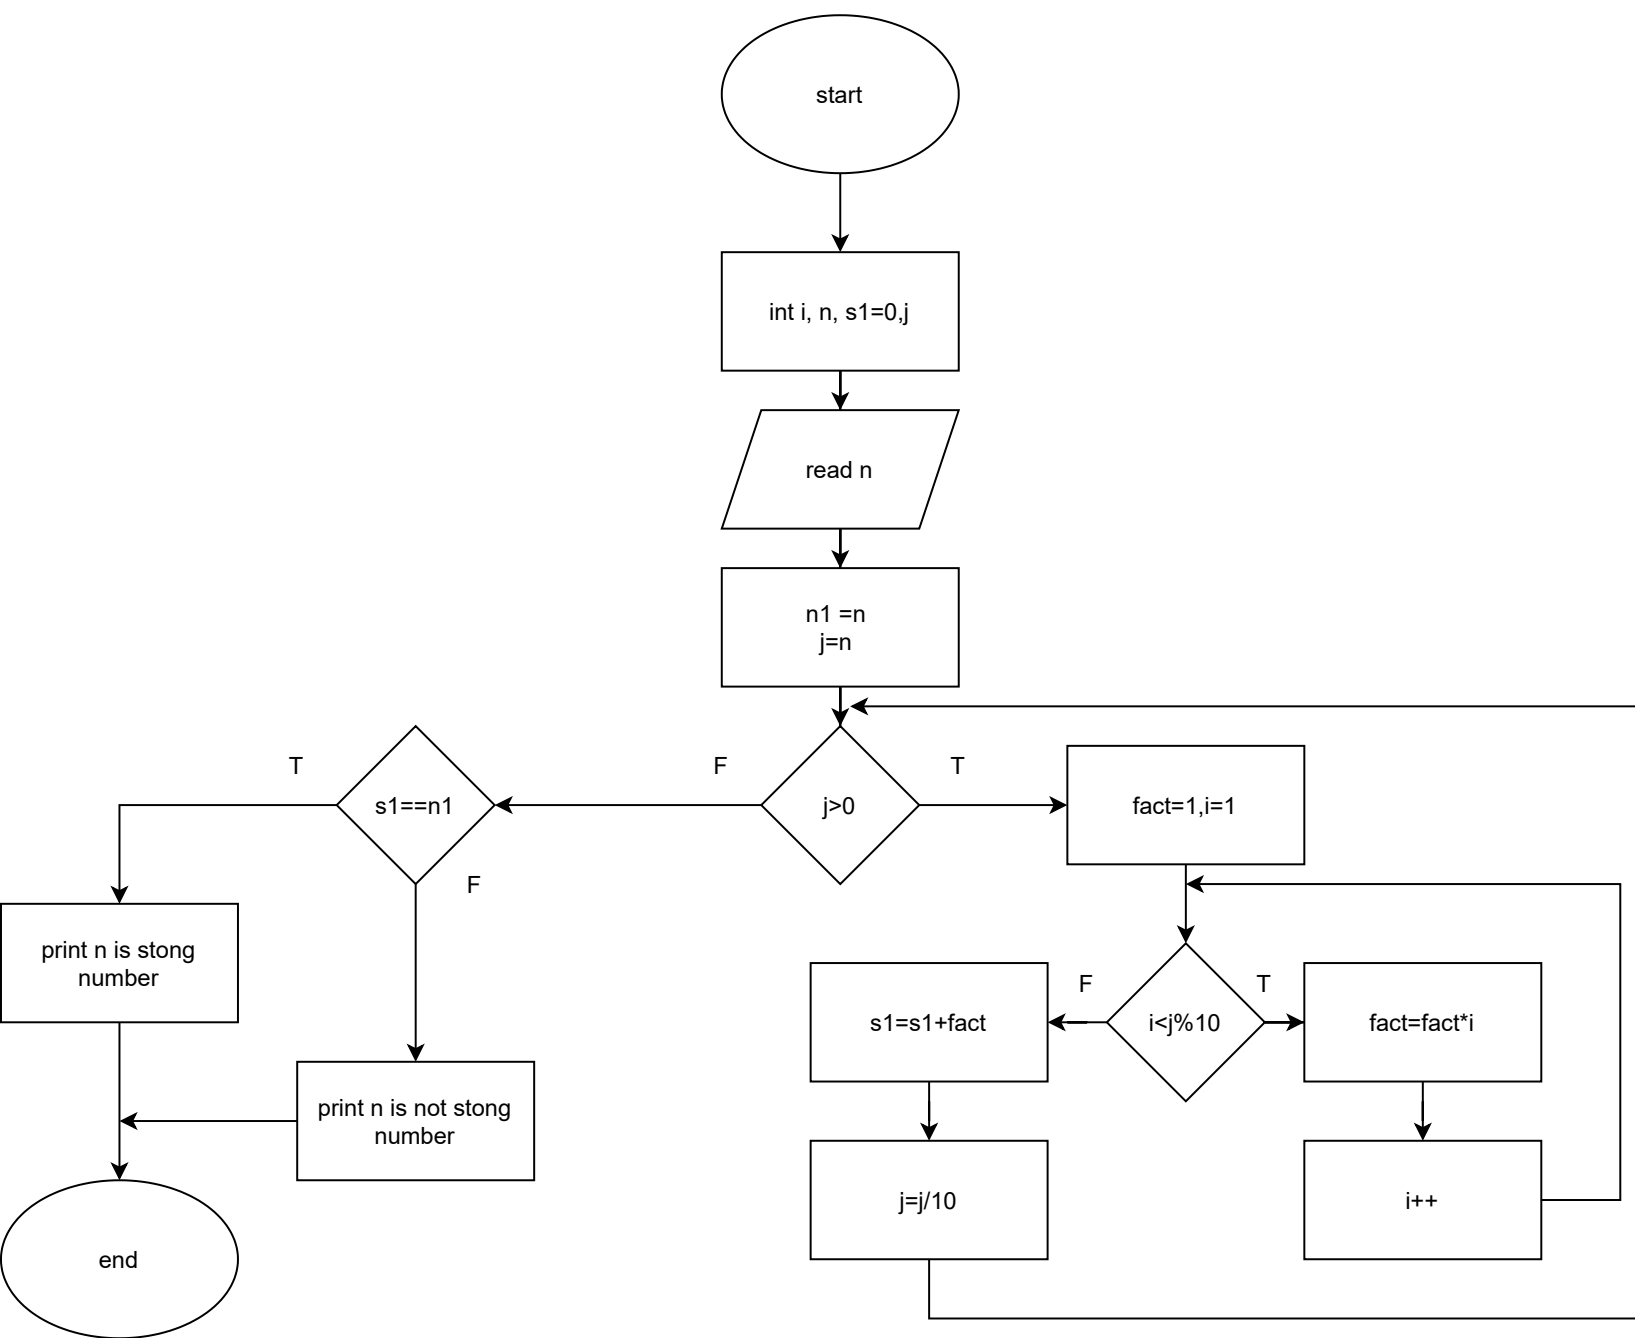 start
int i, n, s1=0,j
read n
n1 =n
j=n
T
F
T
s1==n1
j>0
fact=1,i=1
F
print n is stong
number
F
T
s1=s1+fact
i<j%10
fact=fact*i
print n is not stong
number
j=j/10
i++
end